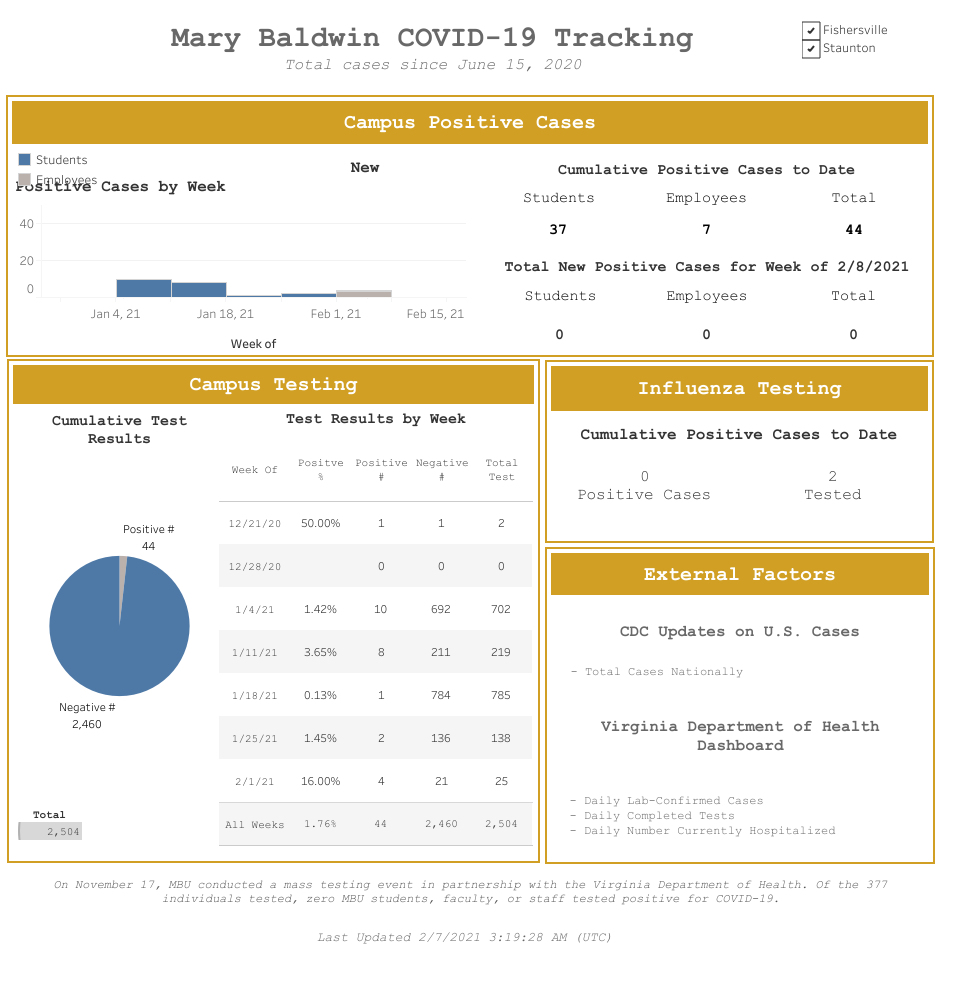 Mary Baldwin COVID-19 Tracking
Total cases since June 15, 2020
Fishersville
Staunton
Campus Positive Cases
Students
Employees
New
Positive Cases by Week
40
20
0
Jan 4, 21
Jan 18, 21
Feb 1, 21
Feb 15, 21
Week of
Cumulative Positive Cases to Date
Students Employees Total
37 7 44
Total New Positive Cases for Week of 2/8/2021
Students Employees Total
0 0 0
Campus Testing
Cumulative Test
Results
Positive #
44
Negative #
2,460
Total
2,504
Test Results by Week
Week Of Positve % Positive # Negative # Total Test
12/21/20 50.00% 1 1 2
12/28/20 0 0 0
1/4/21 1.42% 10 692 702
1/11/21 3.65% 8 211 219
1/18/21 0.13% 1 784 785
1/25/21 1.45% 2 136 138
2/1/21 16.00% 4 21 25
All Weeks 1.76% 44 2,460 2,504
Influenza Testing
Cumulative Positive Cases to Date
0 2
Positive Cases Tested
External Factors
CDC Updates on U.S. Cases
- Total Cases Nationally
Virginia Department of Health
Dashboard
- Daily Lab-Confirmed Cases
- Daily Completed Tests
- Daily Number Currently Hospitalized
On November 17, MBU conducted a mass testing event in partnership with the Virginia Department of Health. Of the 377
individuals tested, zero MBU students, faculty, or staff tested positive for COVID-19.
Last Updated 2/7/2021 3:19:28 AM (UTC)